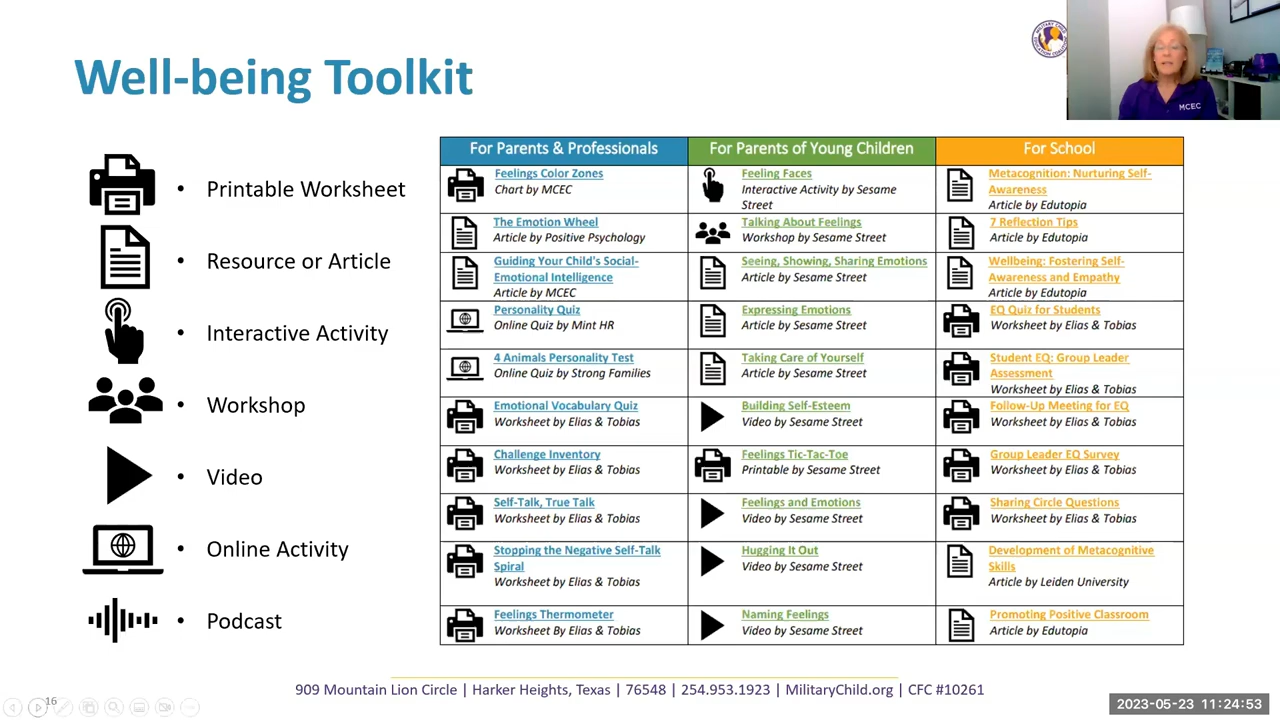 Well-being Toolkit
MCEC
• Printable Worksheet
• Resource or Article
• Interactive Activity
• Workshop
• Video
• Online Activity
• Podcast
For Parents & Professionals
Feelings Color Zones
Chart by MCEC
The Emotion Wheel
Article by Positive Psychology
Guiding Your Child's Social-
Emotional Intelligence
Article by MCEC
Personality Quiz
Online Quiz by Mint HR
4 Animals Personality Test
Online Quiz by Strong Families
Emotional Vocabulary Quiz
Worksheet by Elias & Tobias
Challenge Inventory
Worksheet by Elias & Tobias
Self-Talk, True Talk
Worksheet by Elias & Tobias
Stopping the Negative Self-Talk
Spiral
Worksheet by Elias & Tobias
Feelings Thermometer
Worksheet By Elias & Tobias
For Parents of Young Children
Feeling Faces
Interactive Activity by Sesame
Street
Talking About Feelings
Workshop by Sesame Street
Seeing, Showing, Sharing Emotions
Article by Sesame Street
Expressing Emotions
Article by Sesame Street
Taking Care of Yourself
Article by Sesame Street
Building Self-Esteem
Video by Sesame Street
Feelings Tic-Tac-Toe
Printable by Sesame Street
Feelings and Emotions
Video by Sesame Street
Hugging It Out
Video by Sesame Street
Naming Feelings
Video by Sesame Street
For School
Metacognition: Nurturing Self-
Awareness
Article by Edutopia
7 Reflection Tips
Article by Edutopia
Wellbeing: Fostering Self-
Awareness and Empathy
Article by Edutopia
EQ Quiz for Students
Worksheet by Elias & Tobias
Student EQ: Group Leader
Assessment
Worksheet by Elias & Tobias
Follow-Up Meeting for EQ
Worksheet by Elias & Tobias
Group Leader EQ Survey
Worksheet by Elias & Tobias
Sharing Circle Questions
Worksheet by Elias & Tobias
Development of Metacognitive
Skills
Article by Leiden University
Promoting Positive Classroom
Article by Edutopia
909 Mountain Lion Circle | Harker Heights, Texas | 76548 | 254.953.1923 | MilitaryChild.org | CFC #10261
16
2023-05-23 11:24:53